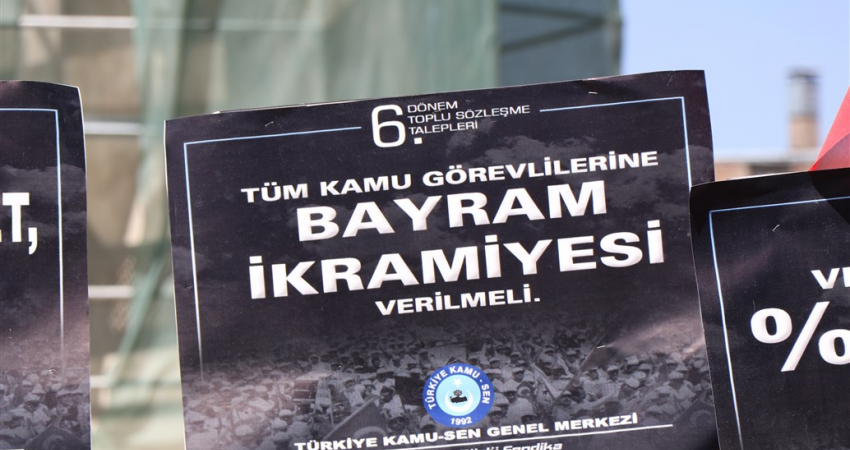 6.
DÖNEM
TOPLU SÖZLEŞME
TALEPLERİ
TÜM KAMU GÖREVLİLERİNE
BAYRAM
İKRAMİYESİ
VERİLMELİ.
TÜRKİYE KAMU-SEN
1992
TÜRKİYE KAMU-SEN GENEL MERKEZİ